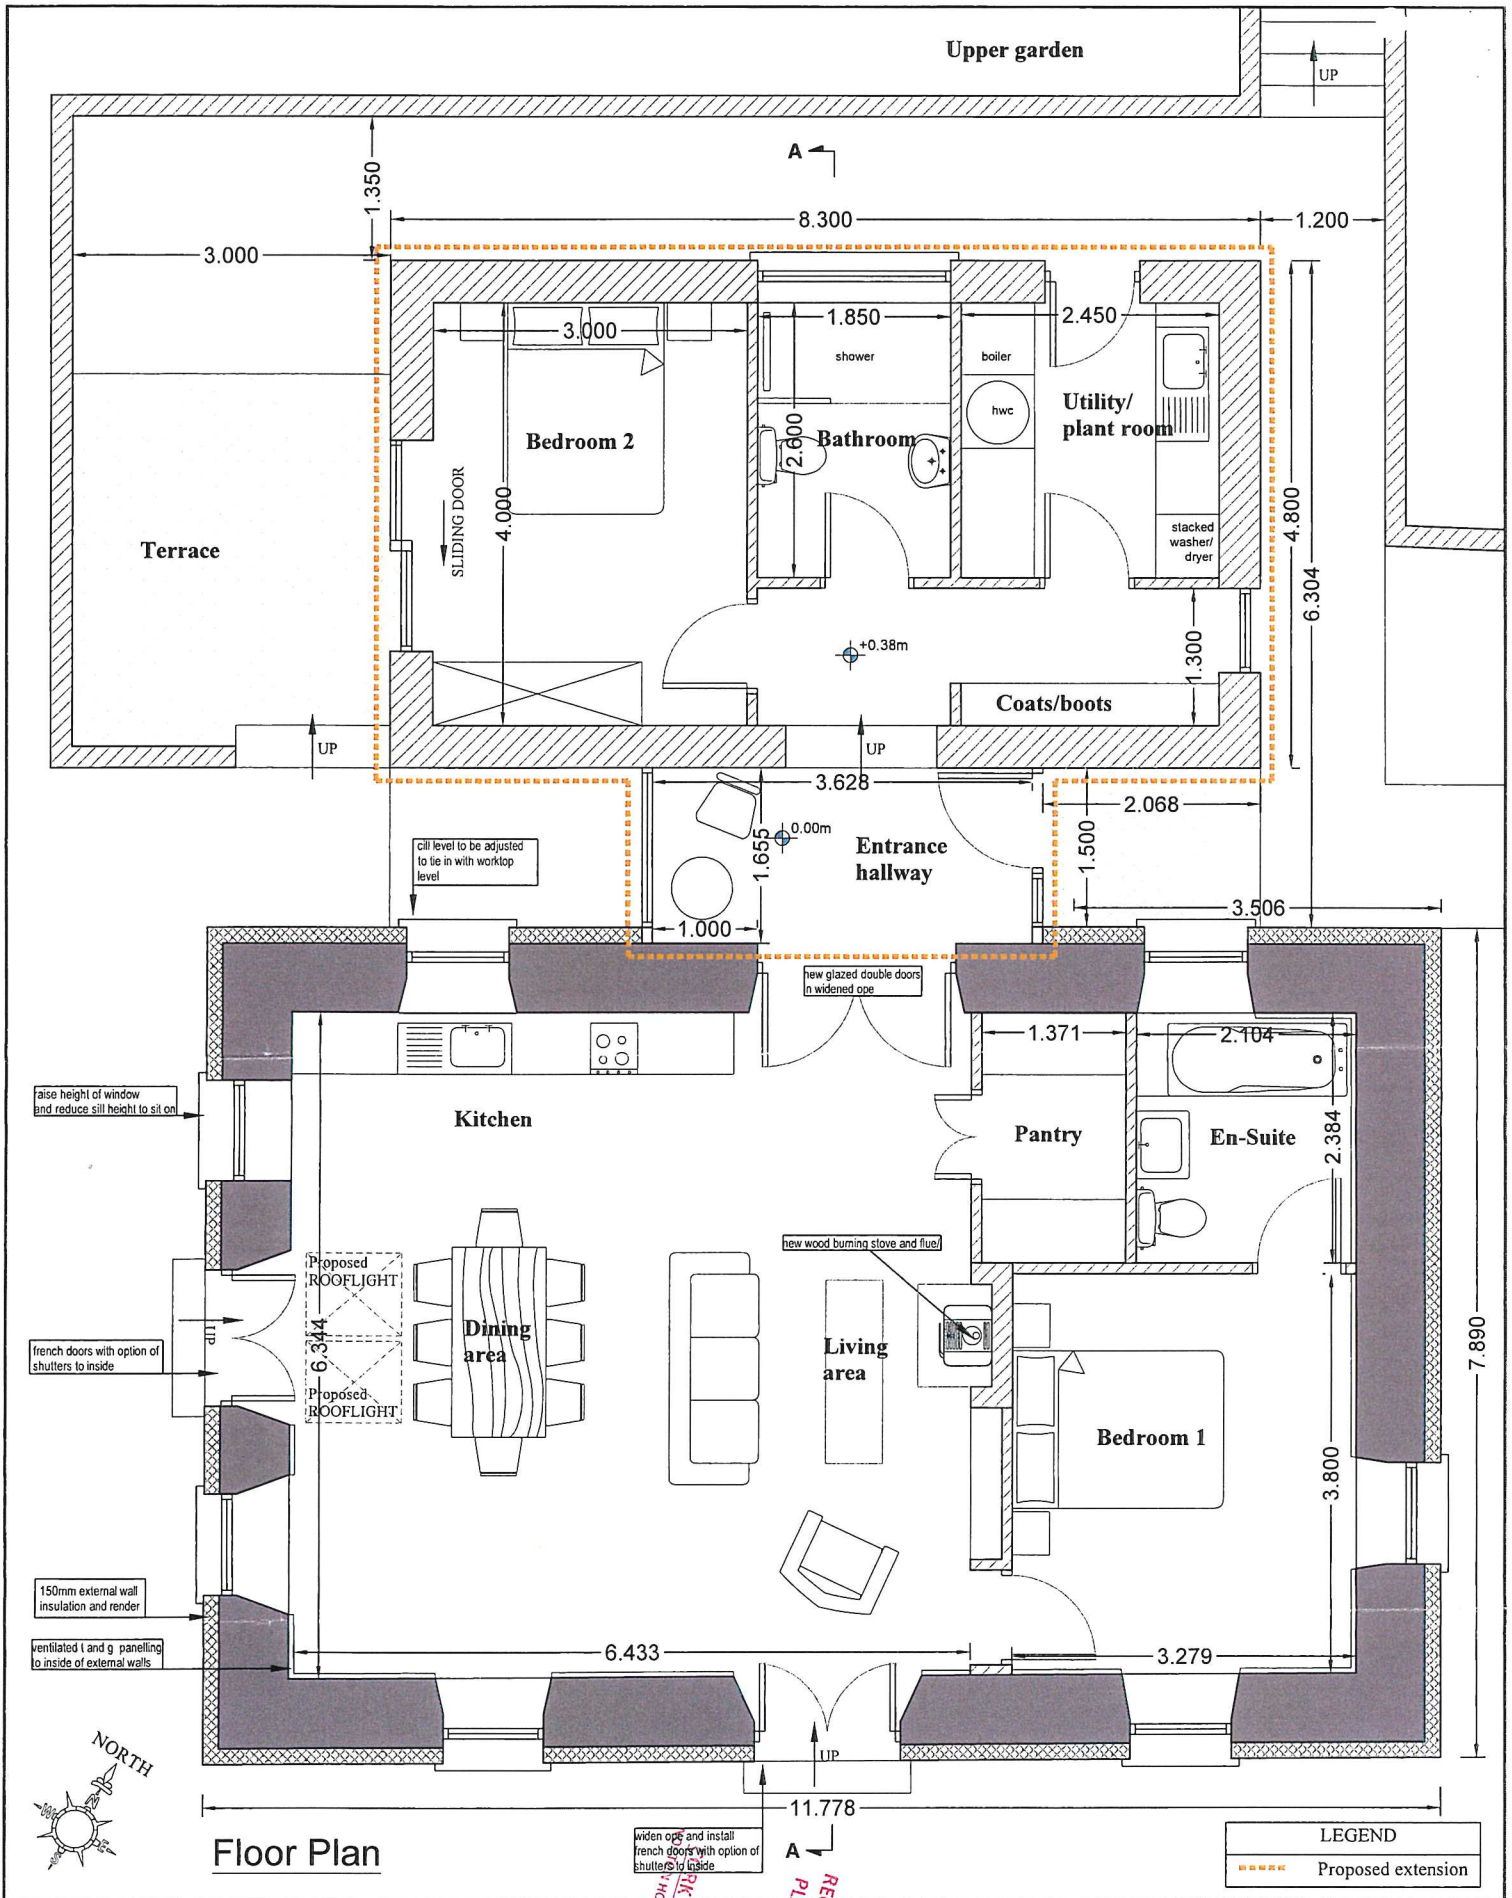 Upper garden
UP
A
1.350
8.300
1.200
3.000
3.000
1.850
2.450
shower
boiler
hwc
Utility/
plant room
Bedroom 2
2.600
Bathroom
SLIDING DOOR
4.000
stacked
washer/
dryer
4.800
6.304
Terrace
+0.38m
1.300
Coats/boots
UP
UP
3.628
2.068
0.00m
1.655
Entrance
hallway
1.500
cill level to be adjusted
to tie in with worktop
level
1.000
3.506
new glazed double doors
n widened ope
1.371
2.104
raise height of window
and reduce sill height to sit on
Kitchen
Pantry
En-Suite
2.384
new wood burning stove and flue/
Proposed
ROOFLIGHT
UP
6.344
Dining
area
Living
area
french doors with option of
shutters to inside
Proposed
ROOFLIGHT
7.890
Bedroom 1
3.800
150mm external wall
insulation and render
ventilated t and g panelling
to inside of external walls
6.433
3.279
NORTH
N
UP
11.778
Floor Plan
widen ope and install
french doors with option of
shutters to inside
A
LEGEND
Proposed extension